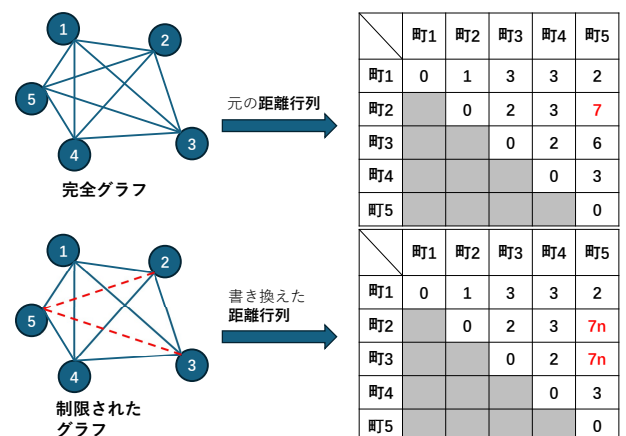 1
2
5
3
4
完全グラフ
元の距離行列
町1 町2 町3 町4 町5
町1 0 1 3 3 2
町2 0 2 3 7
町3 0 2 6
町4 0 3
町5 0
1
2
5
3
4
制限された
グラフ
書き換えた
距離行列
町1 町2 町3 町4 町5
町1 0 1 3 3 2
町2 0 2 3 7n
町3 0 2 7n
町4 0 3
町5 0